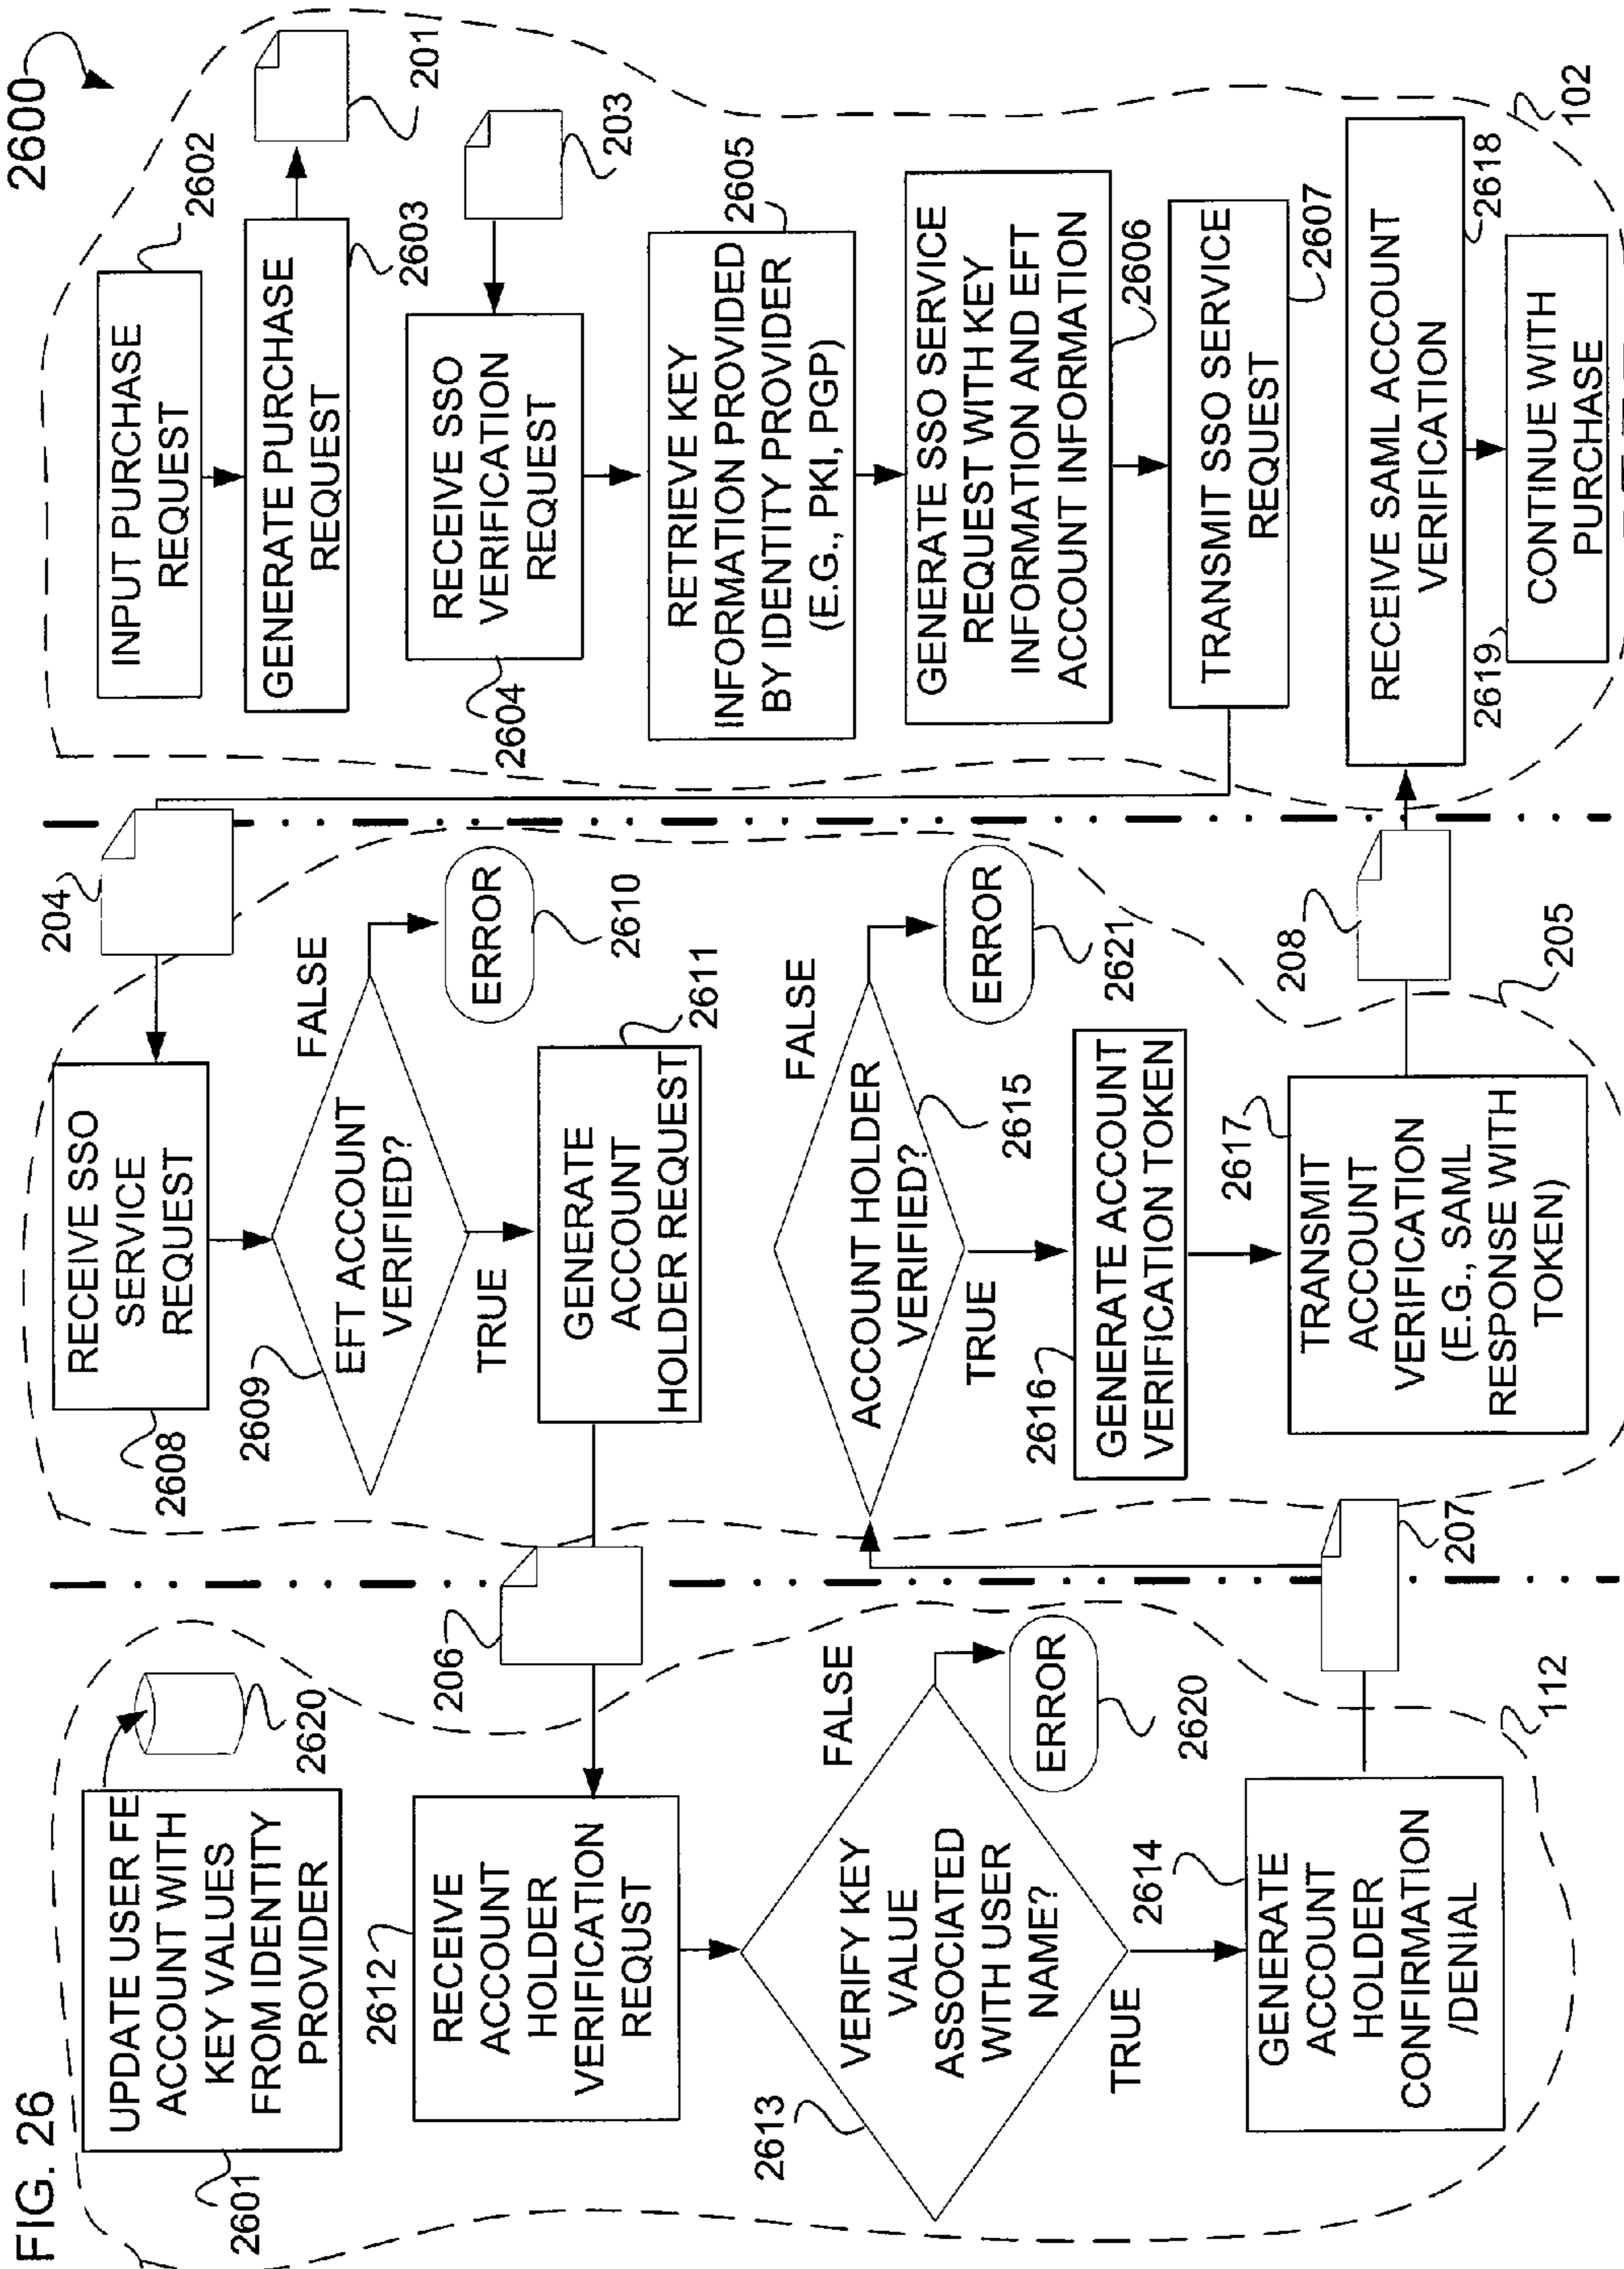 FIG. 26
2600
UPDATE USER FE
ACCOUNT WITH
KEY VALUES
FROM IDENTITY
PROVIDER
2601
2620
206
2612
RECEIVE
ACCOUNT
HOLDER
VERIFICATION
REQUST
2613
VERIFY KEY
VALUE
ASSOCIATED
WITH USER
NAME?
FALSE
ERROR
2620
TRUE
2614
GENERATE
ACCOUNT
HOLDER
CONFIRMATION
/DENIAL
207
112
204
RECEIVE SSO
SERVICE
REQUEST
2608
2609
EFT ACCOUNT
VERIFIED?
FALSE
ERROR
2610
TRUE
GENERATE
ACCOUNT
HOLDER REQUEST
2611
ACCOUNT HOLDER
VERIFIED?
FALSE
ERROR
2621
2615
TRUE
2616
GENERATE ACCOUNT
VERIFICATION TOKEN
2617
TRANSMIT
ACCOUNT
VERIFICATION
(E.G., SAML
RESPONSE WITH
TOKEN)
208
205
INPUT PURCHASE
REQUEST
2602
GENERATE PURCHASE
REQUEST
2603
201
203
RECEIVE SSO
VERIFICATION
REQUEST
2604
RETRIEVE KEY
INFORMATION PROVIDED
BY IDENTITY PROVIDER
(E.G., PKI, PGP)
2605
GENERATE SSO SERVICE
REQUEST WITH KEY
INFORMATION AND EFT
ACCOUNT INFORMATION
2606
TRANSMIT SSO SERVICE
REQUEST
2607
RECEIVE SAML ACCOUNT
VERIFICATION
2618
2619
CONTINUE WITH
PURCHASE
102